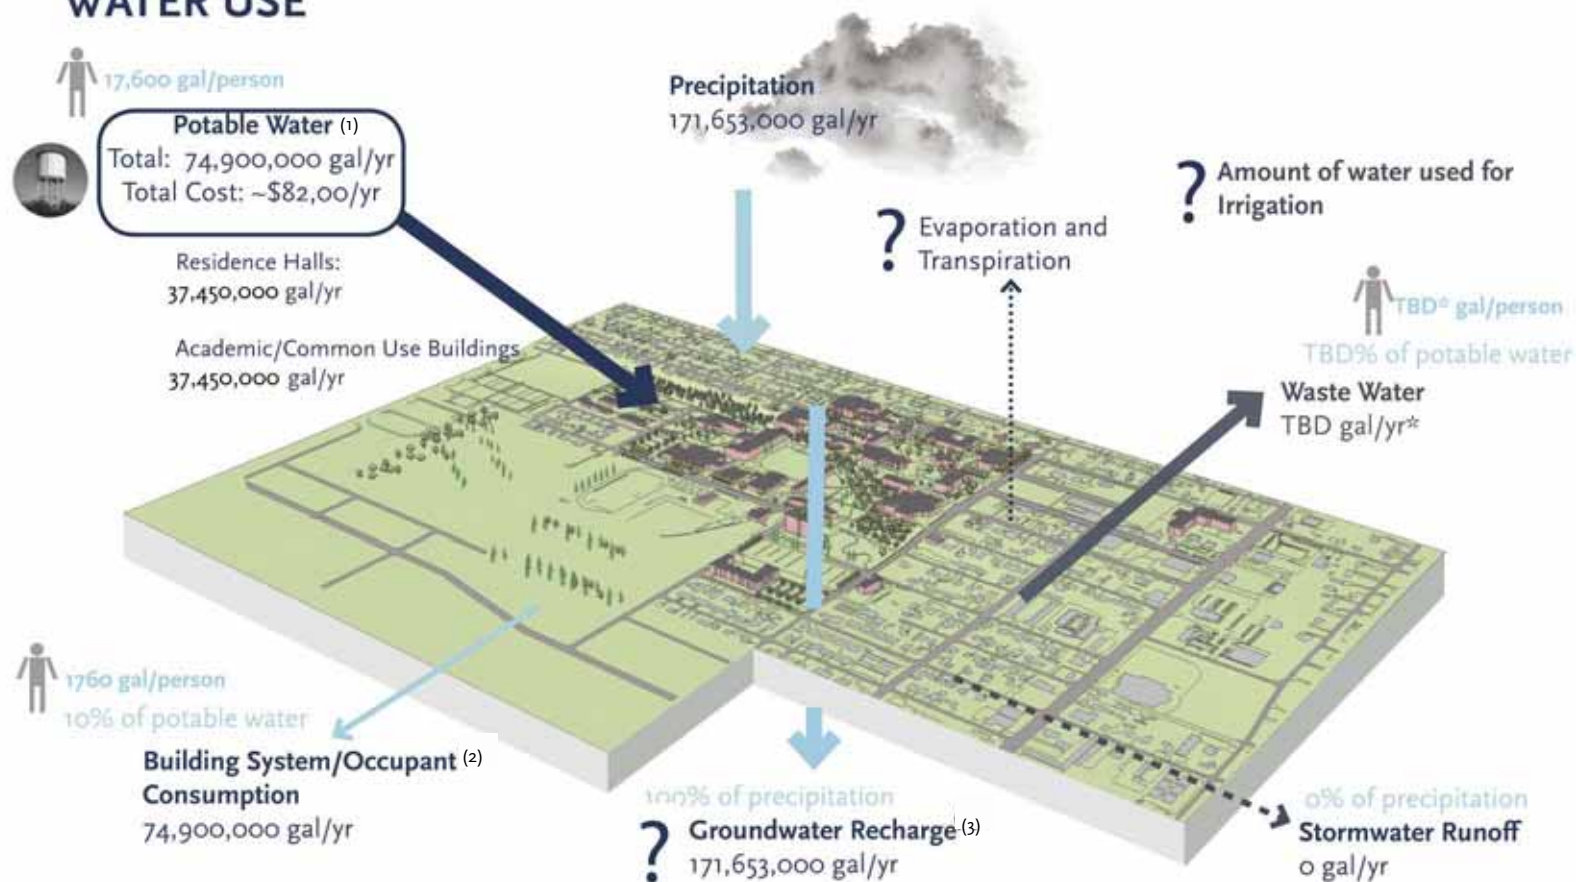 WATER USE
17,600 gal/person
Potable Water (1)
Total: 74,900,000 gal/yr
Total Cost: ~$82,00/yr
Residence Halls:
37,450,000 gal/yr
Academic/Common Use Buildings
37,450,000 gal/yr
Precipitation
171,653,000 gal/yr
? Evaporation and
Transpiration
? Amount of water used for
Irrigation
TBD* gal/person
TBD% of potable water
Waste Water
TBD gal/yr*
1760 gal/person
10% of potable water
Building System/Occupant (2)
Consumption
74,900,000 gal/yr
100% of precipitation
? Groundwater Recharge (3)
171,653,000 gal/yr
0% of precipitation
Stormwater Runoff
0 gal/yr